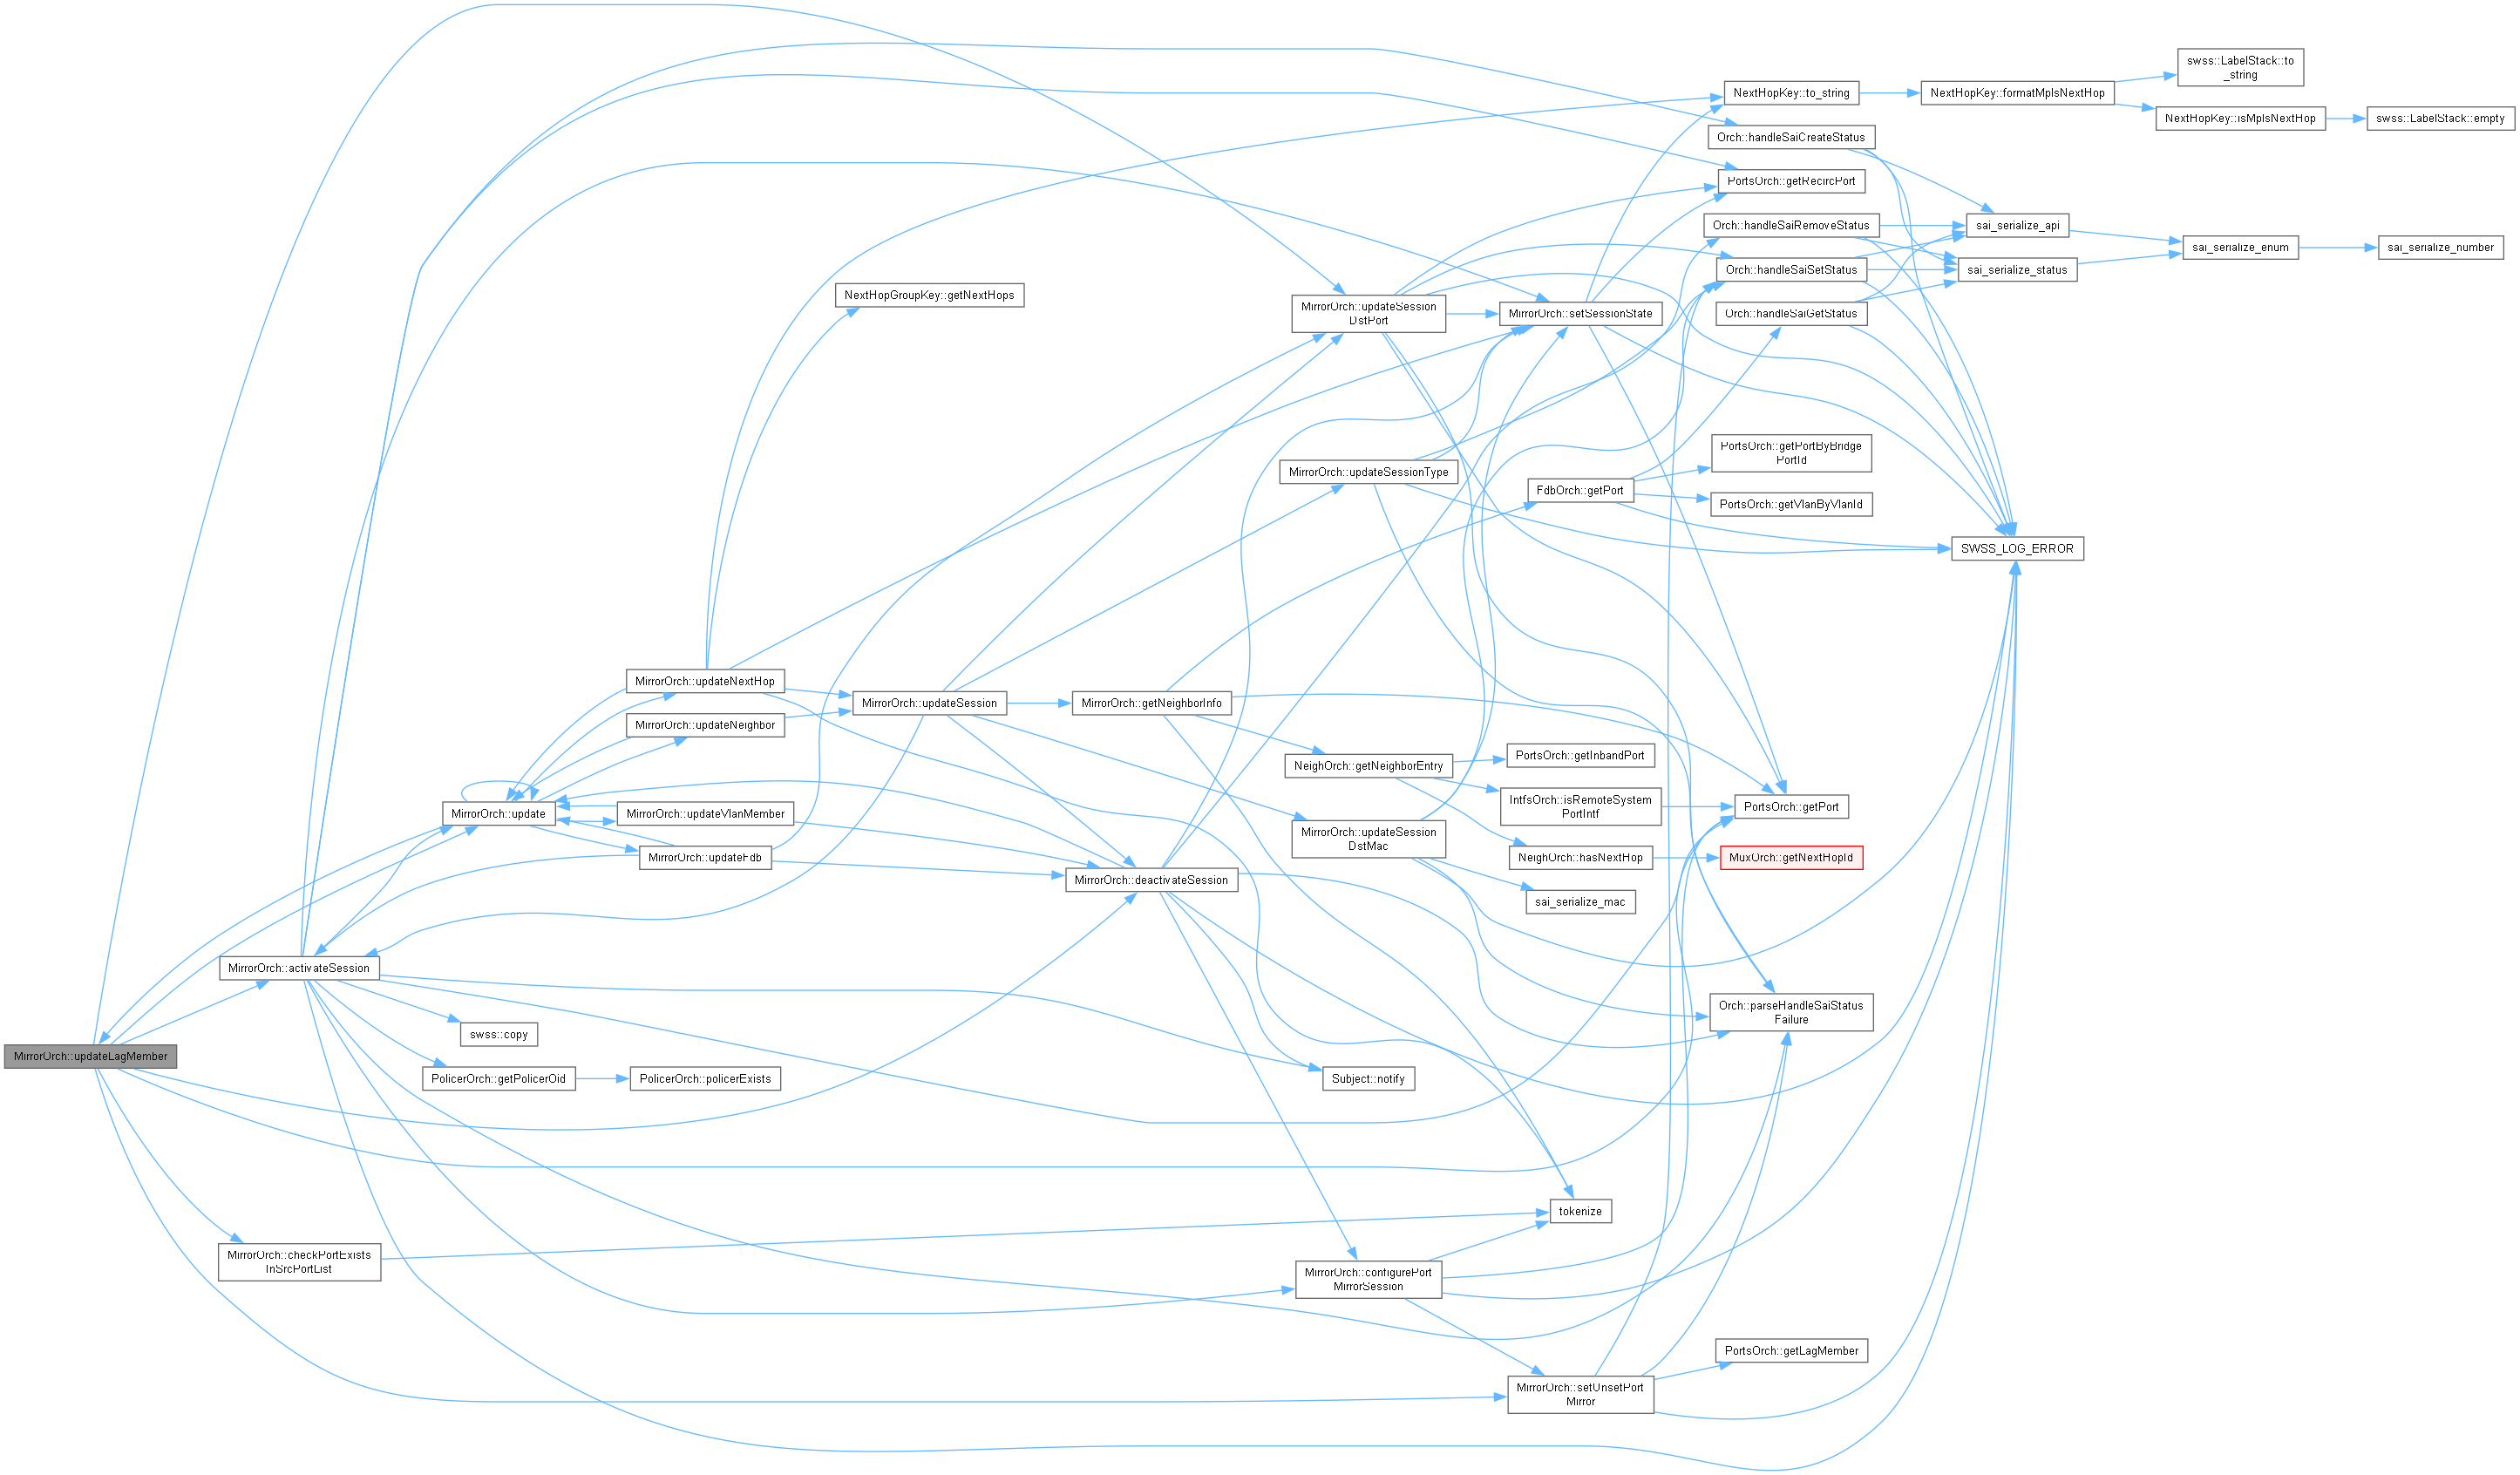 swss::LabelStack::to
_string
NextHopKey::to_string
NextHopKey::formatMplsNextHop
NextHopKey::isMplsNextHop
swss::LabelStack::empty
Orch::handleSaiCreateStatus
PortsOrch::getRecircPort
Orch::handleSaiRemoveStatus
sai_serialize_api
sai_serialize_enum
sai_serialize_number
Orch::handleSaiSetStatus
sai_serialize_status
NextHopGroupKey::getNextHops
MirrorOrch::updateSession
DstPort
MirrorOrch::setSessionState
Orch::handleSaiGetStatus
PortsOrch::getPortByBridge
PortId
MirrorOrch::updateSessionType
FdbOrch::getPort
PortsOrch::getVlanByVlanId
SWSS_LOG_ERROR
MirrorOrch::updateNextHop
MirrorOrch::updateSession
MirrorOrch::getNeighborInfo
MirrorOrch::updateNeighbor
NeighOrch::getNeighborEntry
PortsOrch::getInbandPort
MirrorOrch::update
MirrorOrch::updateVlanMember
IntfsOrch::isRemoteSystem
PortIntf
PortsOrch::getPort
MirrorOrch::updateSession
DstMac
MirrorOrch::updateFdb
NeighOrch::hasNextHop
MuxOrch::getNextHopId
MirrorOrch::deactivateSession
sai_serialize_mac
MirrorOrch::activateSession
Orch::parseHandleSaiStatus
Failure
swss::copy
MirrorOrch::updateLagMember
PolicerOrch::getPolicerOid
PolicerOrch::policerExists
Subject::notify
tokenize
MirrorOrch::checkPortExists
InSrcPortList
MirrorOrch::configurePort
MirrorSession
PortsOrch::getLagMember
MirrorOrch::setUnsetPort
Mirror